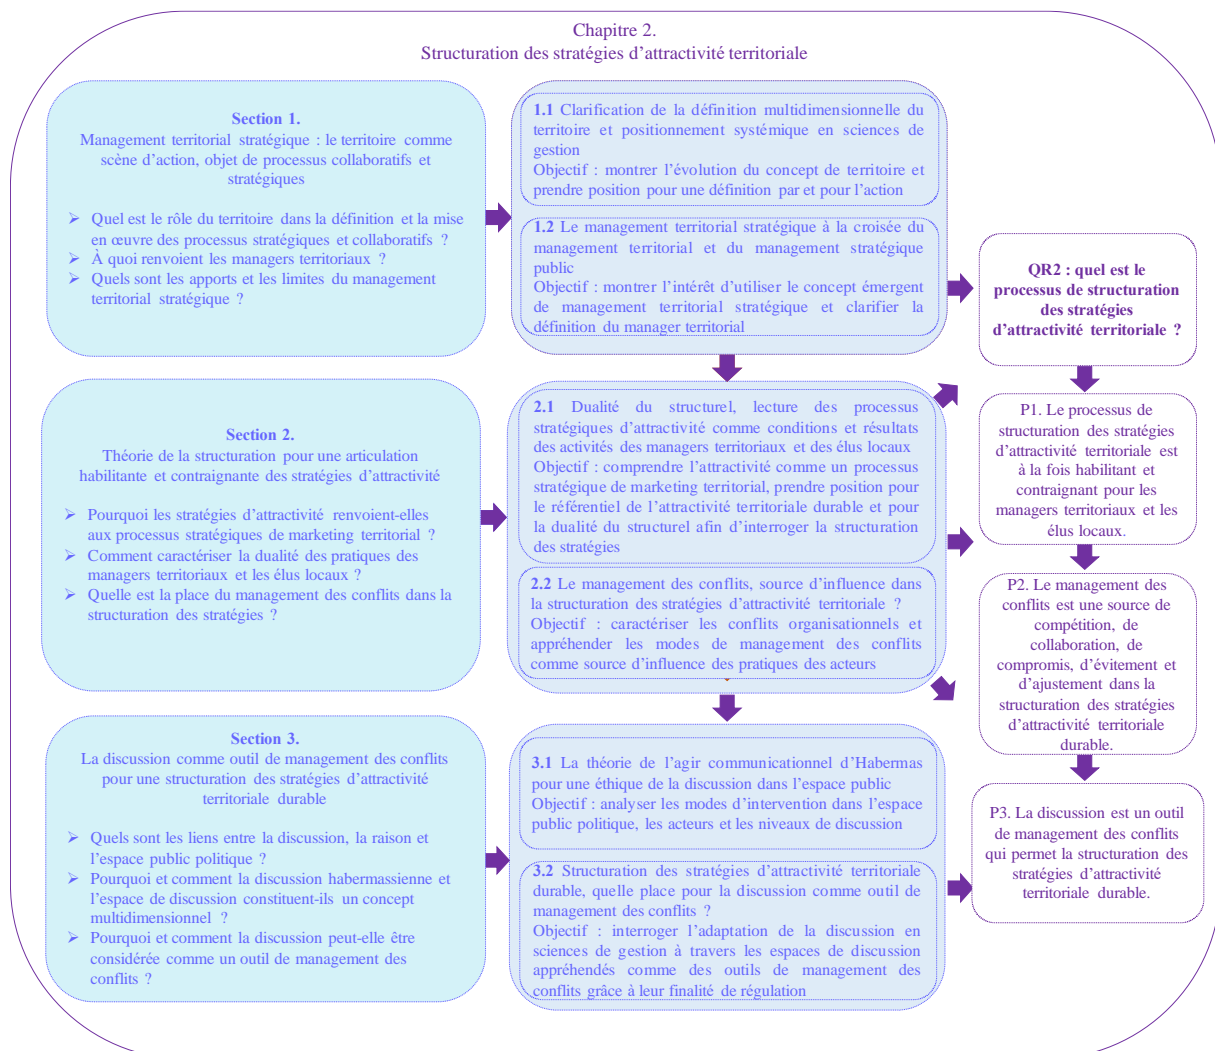 Chapitre 2.
Structuration des stratégies d’attractivité territoriale
Section 1.
Management territorial stratégique : le territoire comme
scène d’action, objet de processus collaboratifs et
stratégiques
➢ Quel est le rôle du territoire dans la définition et la mise
en œuvre des processus stratégiques et collaboratifs ?
➢ À quoi renvoient les managers territoriaux ?
➢ Quels sont les apports et les limites du management
territorial stratégique ?
1.1 Clarification de la définition multidimensionnelle du
territoire et positionnement systémique en sciences de
gestion
Objectif : montrer l’évolution du concept de territoire et
prendre position pour une définition par et pour l’action
1.2 Le management territorial stratégique à la croisée du
management territorial et du management stratégique
public
Objectif : montrer l’intérêt d’utiliser le concept émergent
de management territorial stratégique et clarifier la
définition du manager territorial
QR2 : quel est le
processus de structuration
des stratégies
d’attractivité territoriale ?
Section 2.
Théorie de la structuration pour une articulation
habilitante et contraignante des stratégies d’attractivité
➢ Pourquoi les stratégies d’attractivité renvoient-elles
aux processus stratégiques de marketing territorial ?
➢ Comment caractériser la dualité des pratiques des
managers territoriaux et les élus locaux ?
➢ Quelle est la place du management des conflits dans la
structuration des stratégies ?
2.1 Dualité du structurel, lecture des processus
stratégiques d’attractivité comme conditions et résultats
des activités des managers territoriaux et des élus locaux
Objectif : comprendre l’attractivité comme un processus
stratégique de marketing territorial, prendre position pour
le référentiel de l’attractivité territoriale durable et pour
la dualité du structurel afin d’interroger la structuration
des stratégies
2.2 Le management des conflits, source d’influence dans
la structuration des stratégies d’attractivité territoriale ?
Objectif : caractériser les conflits organisationnels et
appréhender les modes de management des conflits
comme source d’influence des pratiques des acteurs
P1. Le processus de
structuration des stratégies
d’attractivité territoriale est
à la fois habilitant et
contraignant pour les
managers territoriaux et les
élus locaux.
P2. Le management des
conflits est une source de
compétition, de
collaboration, de
compromis, d’évitement et
d’ajustement dans la
structuration des stratégies
d’attractivité territoriale
durable.
Section 3.
La discussion comme outil de management des conflits
pour une structuration des stratégies d’attractivité
territoriale durable
➢ Quels sont les liens entre la discussion, la raison et
l’espace public politique ?
➢ Pourquoi et comment la discussion habermassienne et
l’espace de discussion constituent-ils un concept
multidimensionnel ?
➢ Pourquoi et comment la discussion peut-elle être
considérée comme un outil de management des
conflits ?
3.1 La théorie de l’agir communicationnel d’Habermas
pour une éthique de la discussion dans l’espace public
Objectif : analyser les modes d’intervention dans l’espace
public politique, les acteurs et les niveaux de discussion
3.2 Structuration des stratégies d’attractivité territoriale
durable, quelle place pour la discussion comme outil de
management des conflits ?
Objectif : interroger l’adaptation de la discussion en
sciences de gestion à travers les espaces de discussion
appréhendés comme des outils de management des
conflits grâce à leur finalité de régulation
P3. La discussion est un outil
de management des conflits
qui permet la structuration des
stratégies d’attractivité
territoriale durable.